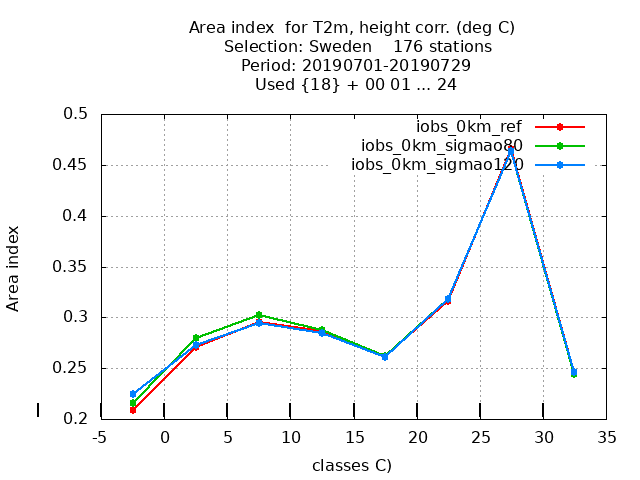 Area index  for T2m, height corr. (deg C)
Selection: Sweden    176 stations
Period: 20190701-20190729
Used {18} + 00 01 ... 24
iobs_0km_ref
iobs_0km_sigmao80
iobs_0km_sigmao120
0.5
0.45
0.4
0.35
0.3
0.25
0.2
Area index
-5 0 5 10 15 20 25 30 35
classes C)